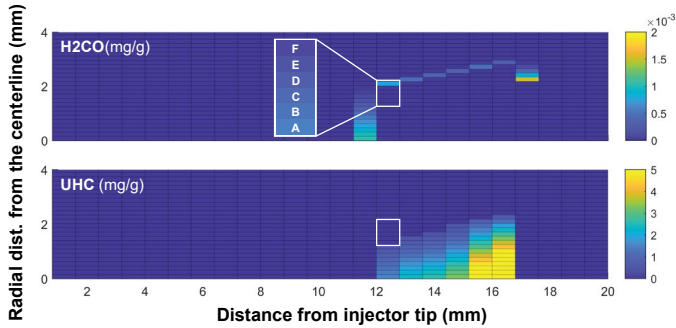 Radial dist. from the centerline (mm)
4
2
0
H2CO(mg/g)
F
E
D
C
B
A
×10⁻³
2
1.5
1
0.5
0
4
2
0
UHC (mg/g)
5
4
3
2
1
0
2 4 6 8 10 12 14 16 18 20
Distance from injector tip (mm)